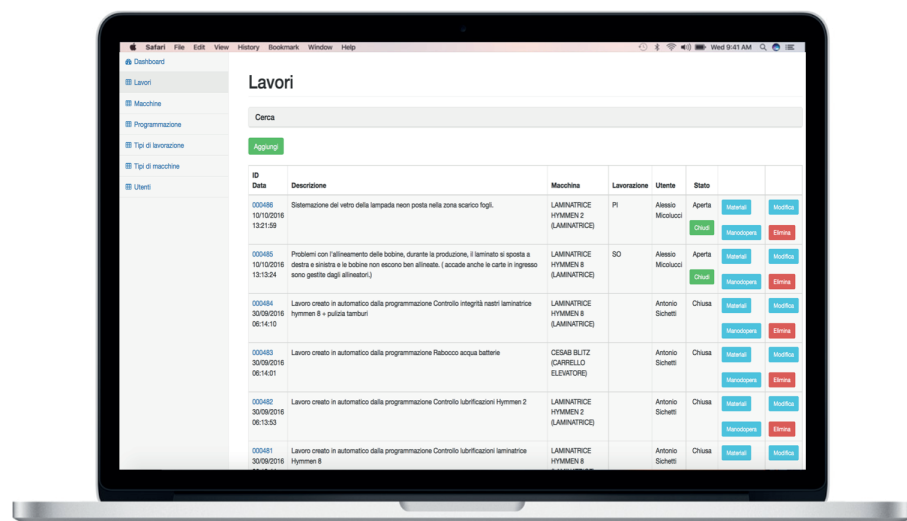 Safari File Edit View History Bookmark Window Help Wed 9:41 AM
Dashboard
Lavori
Macchine
Programmazione
Tipi di lavorazione
Tipi di macchine
Utenti
Lavori
Cerca
Aggiungi
ID
Data Descrizione Macchina Lavorazione Utente Stato
000486 Sistemazione del vetro della lampada neon posta nella zona scarico fogli. LAMINATRICE PI Alessio Aperta Materiali Modifica
10/10/2016 HYMMEN 2 Micolucci
13:21:59 (LAMINATRICE) Chiudi Manodopera Elimina
000485 Problemi con l'allineamento delle bobine, durante la produzione, il laminato si sposta a LAMINATRICE SO Alessio Aperta Materiali Modifica
10/10/2016 destra e sinistra e le bobine non escono ben allineate. ( accade anche le carte in ingresso HYMMEN 8 Micolucci
13:13:24 sono gestite dagli allineatori.) (LAMINATRICE) Chiudi Manodopera Elimina
000484 Lavoro creato in automatico dalla programmazione Controllo integrità nastri laminatrice LAMINATRICE Antonio Chiusa Materiali Modifica
30/09/2016 hymmen 8 + pulizia tamburi HYMMEN 8 Sichetti
06:14:10 (LAMINATRICE) Manodopera Elimina
000483 Lavoro creato in automatico dalla programmazione Rabocco acqua batterie CESAB BLITZ Antonio Chiusa Materiali Modifica
30/09/2016 (CARRELLO Sichetti
06:14:01 ELEVATORE) Manodopera Elimina
000482 Lavoro creato in automatico dalla programmazione Controllo lubrificazioni Hymmen 2 LAMINATRICE Antonio Chiusa Materiali Modifica
30/09/2016 HYMMEN 2 Sichetti
06:13:53 (LAMINATRICE) Manodopera Elimina
000481 Lavoro creato in automatico dalla programmazione Controllo lubrificazioni laminatrice LAMINATRICE Antonio Chiusa Materiali Modifica
30/09/2016 Hymmen 8 HYMMEN 8 Sichetti